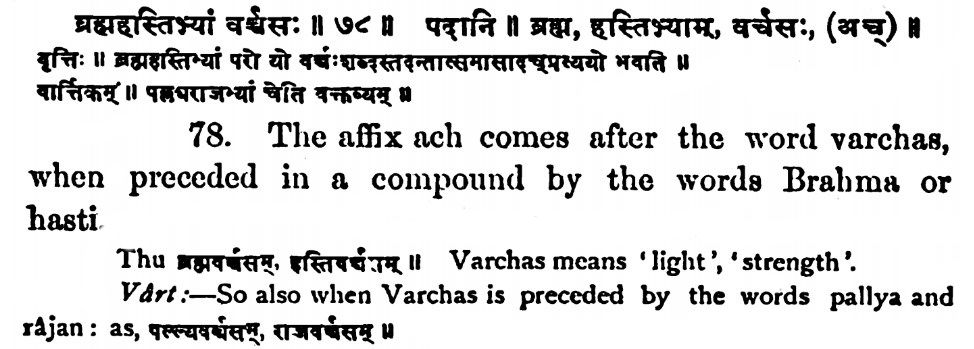 ब्रह्महस्तिभ्यां वर्च्चसः ॥ ७८ ॥ पदानि ॥ ब्रह्म, हस्तिभ्याम्, वर्चसः, (अच्) ॥
वृत्तिः ॥ ब्रह्महस्तिभ्यां परो यो वर्च्चःशब्दस्तदन्तात्समासादच्प्रत्ययो भवति ॥
वार्त्तिकम् ॥ पल्यराजभ्यां चेति वक्तव्यम् ॥
78. The affix ach comes after the word varchas,
when preceded in a compound by the words Brahma or
hasti.
Thu ब्रह्मवर्च्चसम्, हस्तिवर्च्चसम् ॥ Varchas means 'light', 'strength'.
Vârt:—So also when Varchas is preceded by the words pallya and
râjan: as, पल्ल्यवर्च्चसम्, राजवर्च्चसम् ॥